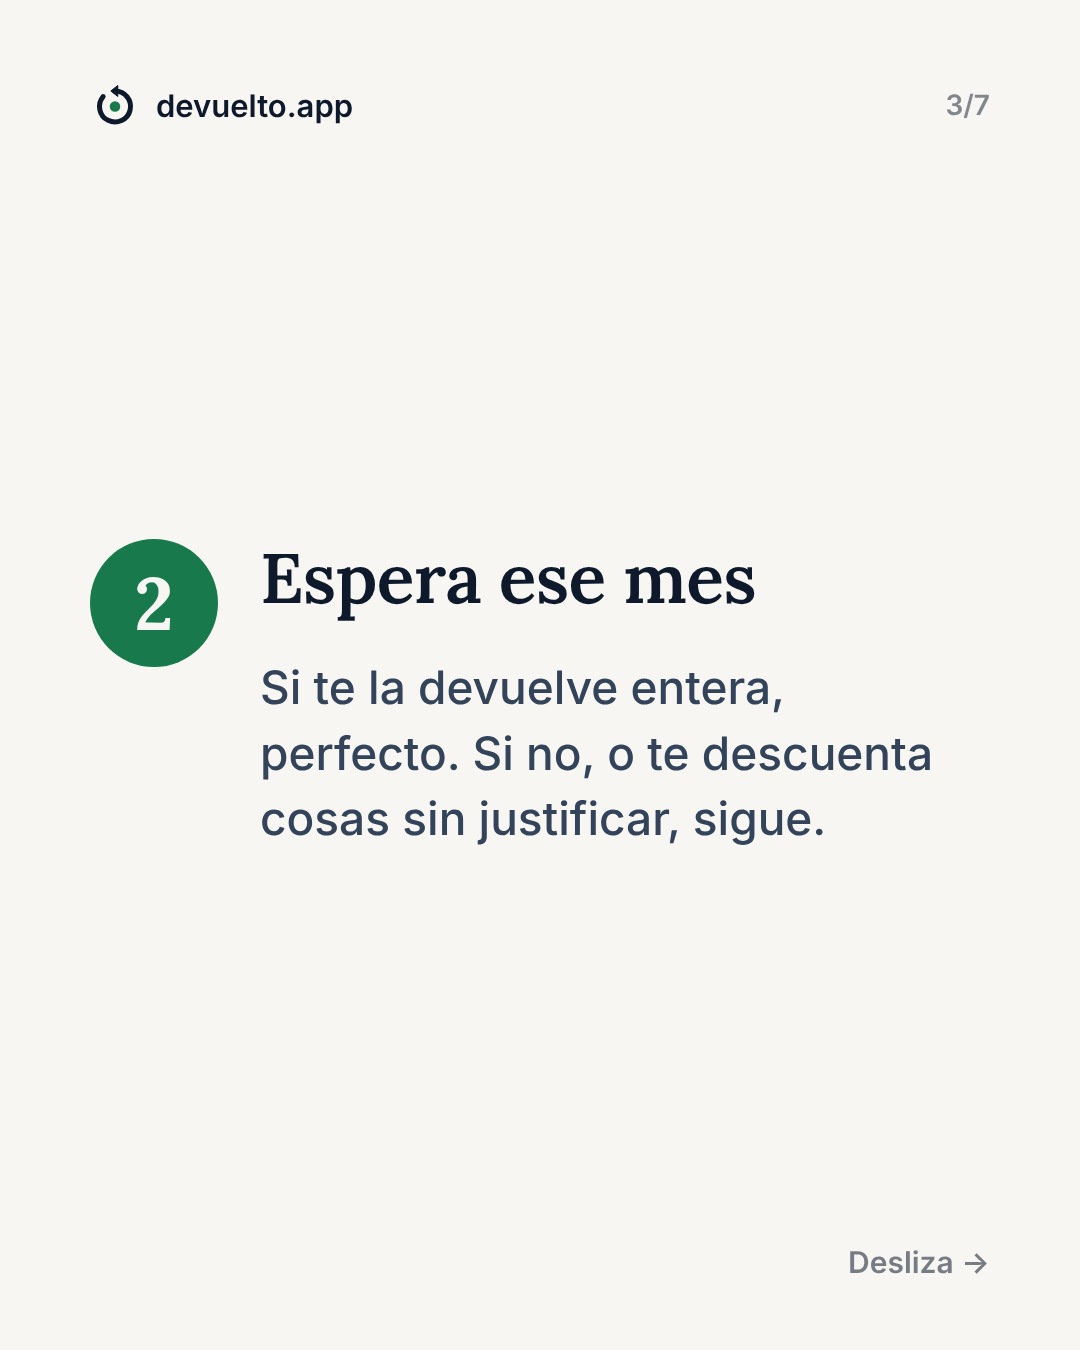 devuelto.app
3/7
2
Espera ese mes
Si te la devuelve entera,
perfecto. Si no, o te descuenta
cosas sin justificar, sigue.
Desliza →